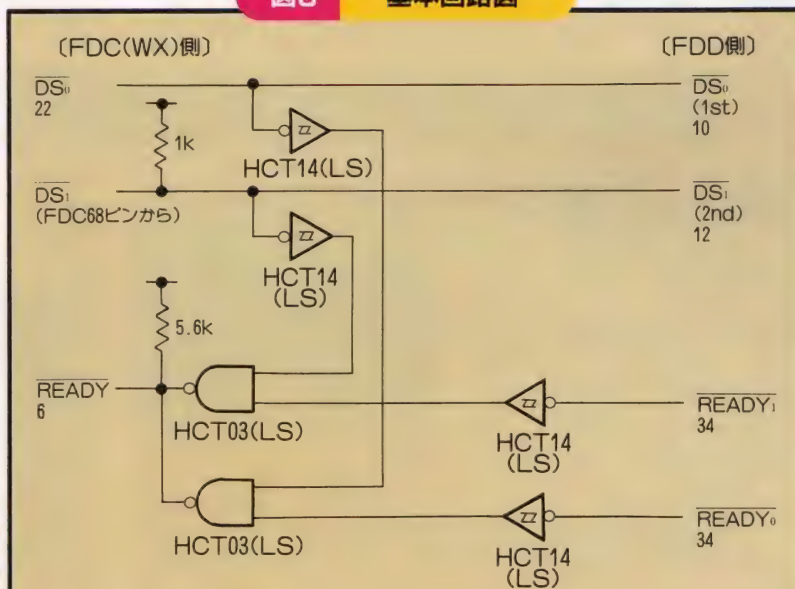 図3 基本回路図
〔FDC(WX)側〕 〔FDD側〕
DS₀
22
DS₀
(1st)
10
1k
HCT14(LS)
DS₁
(FDC68ピンから)
DS₁
(2nd)
12
HCT14
(LS)
5.6k
READY
6
HCT03(LS)
HCT14
(LS)
READY₁
34
HCT03(LS)
HCT14
(LS)
READY₀
34